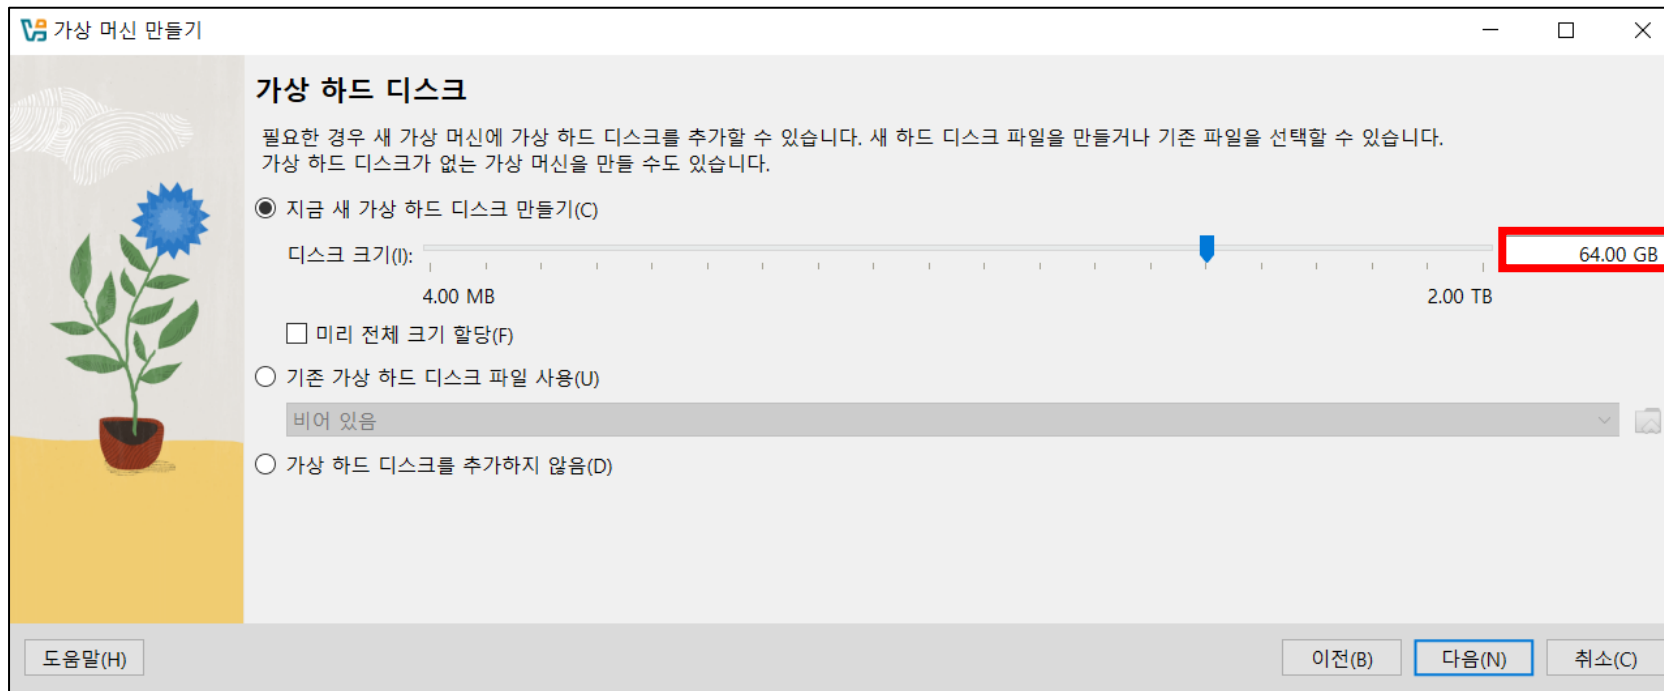 가상 머신 만들기
가상 하드 디스크
필요한 경우 새 가상 머신에 가상 하드 디스크를 추가할 수 있습니다. 새 하드 디스크 파일을 만들거나 기존 파일을 선택할 수 있습니다.
가상 하드 디스크가 없는 가상 머신을 만들 수도 있습니다.
지금 새 가상 하드 디스크 만들기(C)
디스크 크기(I):
64.00 GB
4.00 MB
2.00 TB
미리 전체 크기 할당(F)
기존 가상 하드 디스크 파일 사용(U)
비어 있음
가상 하드 디스크를 추가하지 않음(D)
도움말(H)
이전(B)
다음(N)
취소(C)